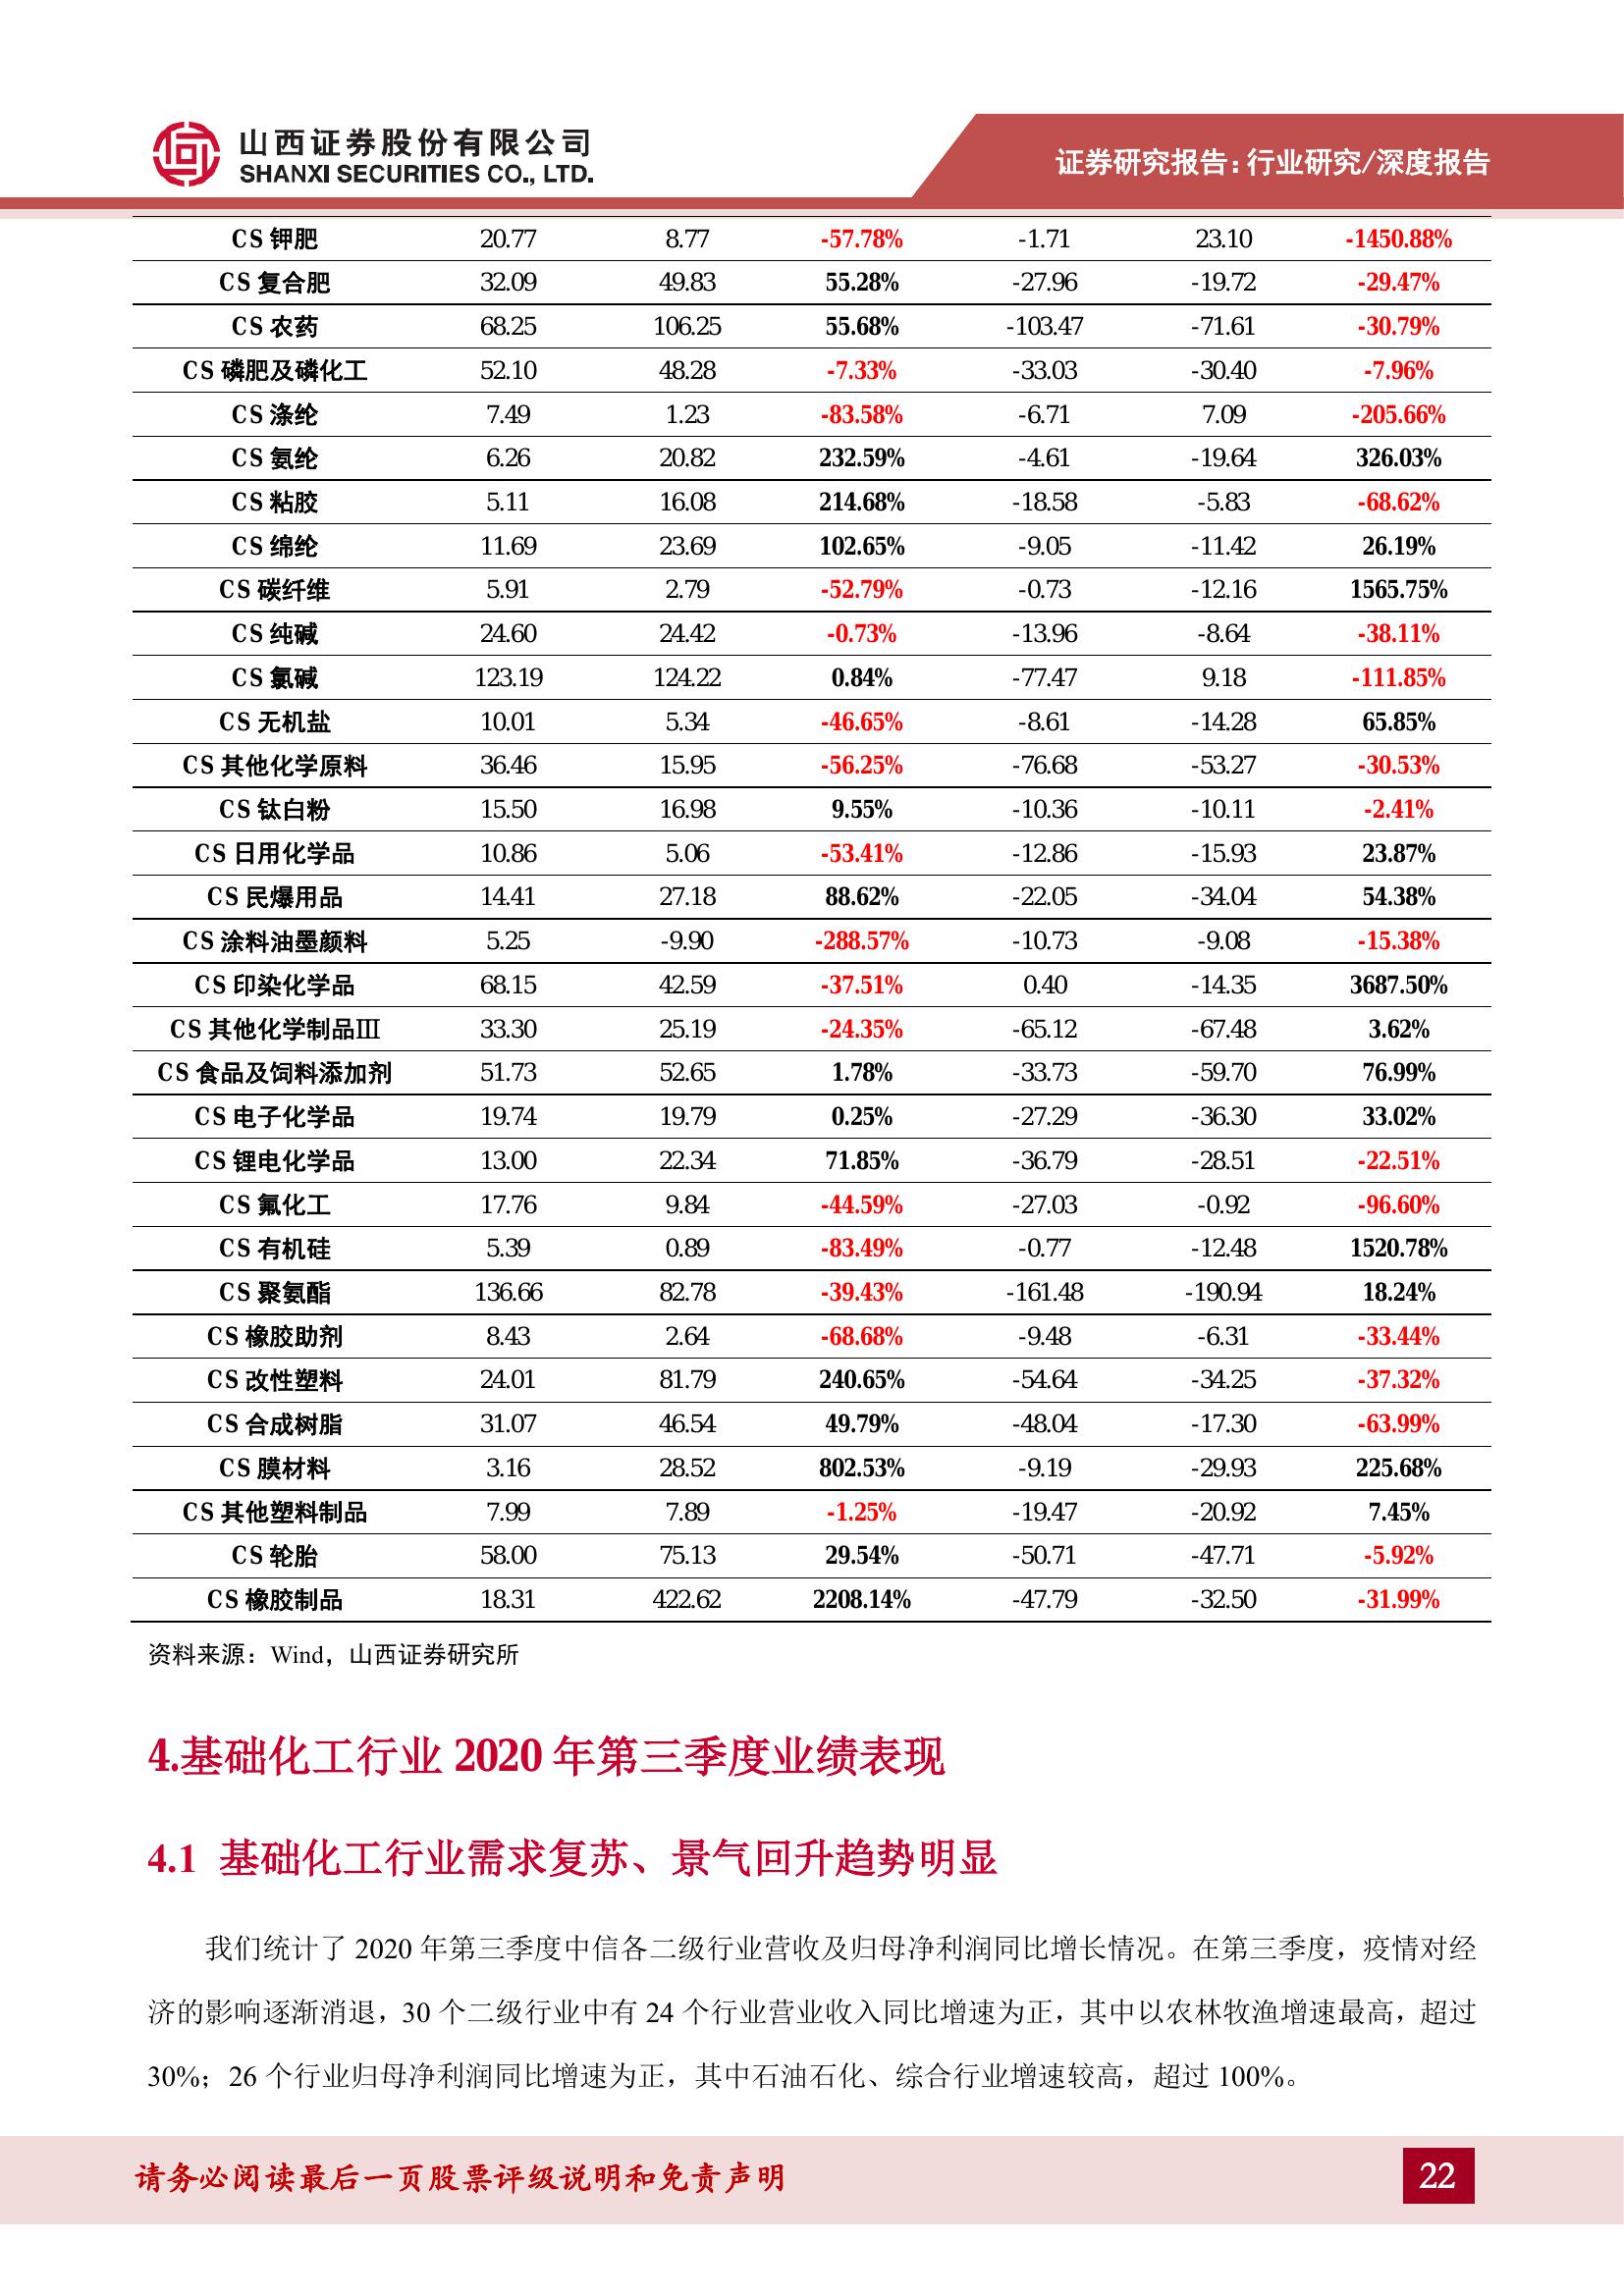 山西证券股份有限公司
SHANXI SECURITIES CO., LTD.
证券研究报告：行业研究/深度报告
CS 钾肥 20.77 8.77 -57.78% -1.71 23.10 -1450.88%
CS 复合肥 32.09 49.83 55.28% -27.96 -19.72 -29.47%
CS 农药 68.25 106.25 55.68% -103.47 -71.61 -30.79%
CS 磷肥及磷化工 52.10 48.28 -7.33% -33.03 -30.40 -7.96%
CS 涤纶 7.49 1.23 -83.58% -6.71 7.09 -205.66%
CS 氨纶 6.26 20.82 232.59% -4.61 -19.64 326.03%
CS 粘胶 5.11 16.08 214.68% -18.58 -5.83 -68.62%
CS 绵纶 11.69 23.69 102.65% -9.05 -11.42 26.19%
CS 碳纤维 5.91 2.79 -52.79% -0.73 -12.16 1565.75%
CS 纯碱 24.60 24.42 -0.73% -13.96 -8.64 -38.11%
CS 氯碱 123.19 124.22 0.84% -77.47 9.18 -111.85%
CS 无机盐 10.01 5.34 -46.65% -8.61 -14.28 65.85%
CS 其他化学原料 36.46 15.95 -56.25% -76.68 -53.27 -30.53%
CS 钛白粉 15.50 16.98 9.55% -10.36 -10.11 -2.41%
CS 日用化学品 10.86 5.06 -53.41% -12.86 -15.93 23.87%
CS 民爆用品 14.41 27.18 88.62% -22.05 -34.04 54.38%
CS 涂料油墨颜料 5.25 -9.90 -288.57% -10.73 -9.08 -15.38%
CS 印染化学品 68.15 42.59 -37.51% 0.40 -14.35 3687.50%
CS 其他化学制品Ⅲ 33.30 25.19 -24.35% -65.12 -67.48 3.62%
CS 食品及饲料添加剂 51.73 52.65 1.78% -33.73 -59.70 76.99%
CS 电子化学品 19.74 19.79 0.25% -27.29 -36.30 33.02%
CS 锂电化学品 13.00 22.34 71.85% -36.79 -28.51 -22.51%
CS 氟化工 17.76 9.84 -44.59% -27.03 -0.92 -96.60%
CS 有机硅 5.39 0.89 -83.49% -0.77 -12.48 1520.78%
CS 聚氨酯 136.66 82.78 -39.43% -161.48 -190.94 18.24%
CS 橡胶助剂 8.43 2.64 -68.68% -9.48 -6.31 -33.44%
CS 改性塑料 24.01 81.79 240.65% -54.64 -34.25 -37.32%
CS 合成树脂 31.07 46.54 49.79% -48.04 -17.30 -63.99%
CS 膜材料 3.16 28.52 802.53% -9.19 -29.93 225.68%
CS 其他塑料制品 7.99 7.89 -1.25% -19.47 -20.92 7.45%
CS 轮胎 58.00 75.13 29.54% -50.71 -47.71 -5.92%
CS 橡胶制品 18.31 422.62 2208.14% -47.79 -32.50 -31.99%
资料来源：Wind，山西证券研究所
4.基础化工行业 2020 年第三季度业绩表现
4.1 基础化工行业需求复苏、景气回升趋势明显
我们统计了 2020 年第三季度中信各二级行业营收及归母净利润同比增长情况。在第三季度，疫情对经
济的影响逐渐消退，30 个二级行业中有 24 个行业营业收入同比增速为正，其中以农林牧渔增速最高，超过
30%；26 个行业归母净利润同比增速为正，其中石油石化、综合行业增速较高，超过 100%。
请务必阅读最后一页股票评级说明和免责声明
22